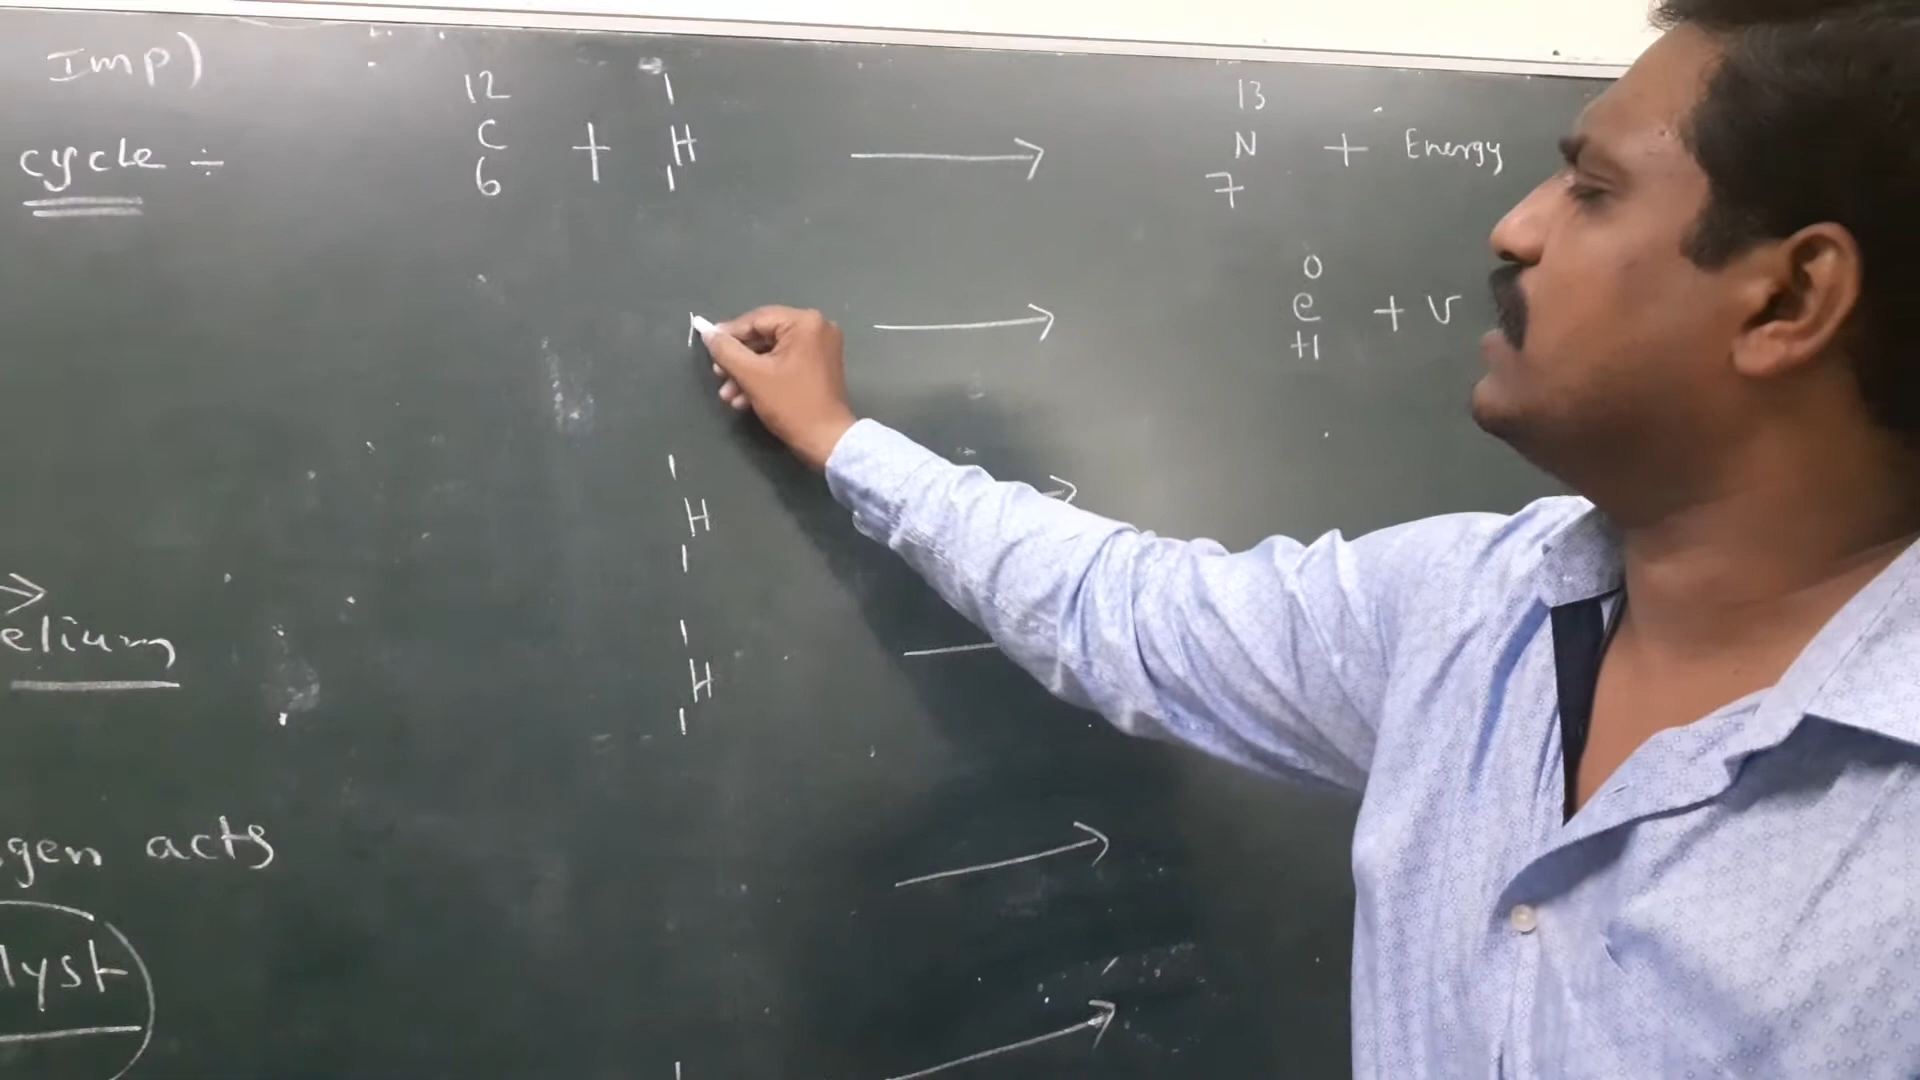 Imp)
12 1 13
cycle ÷ C + H → N + Energy
6 1 7
0
→ e + ν
+1
1
H →
1
→
elium
1
H
1
gen acts →
lyst
→
1